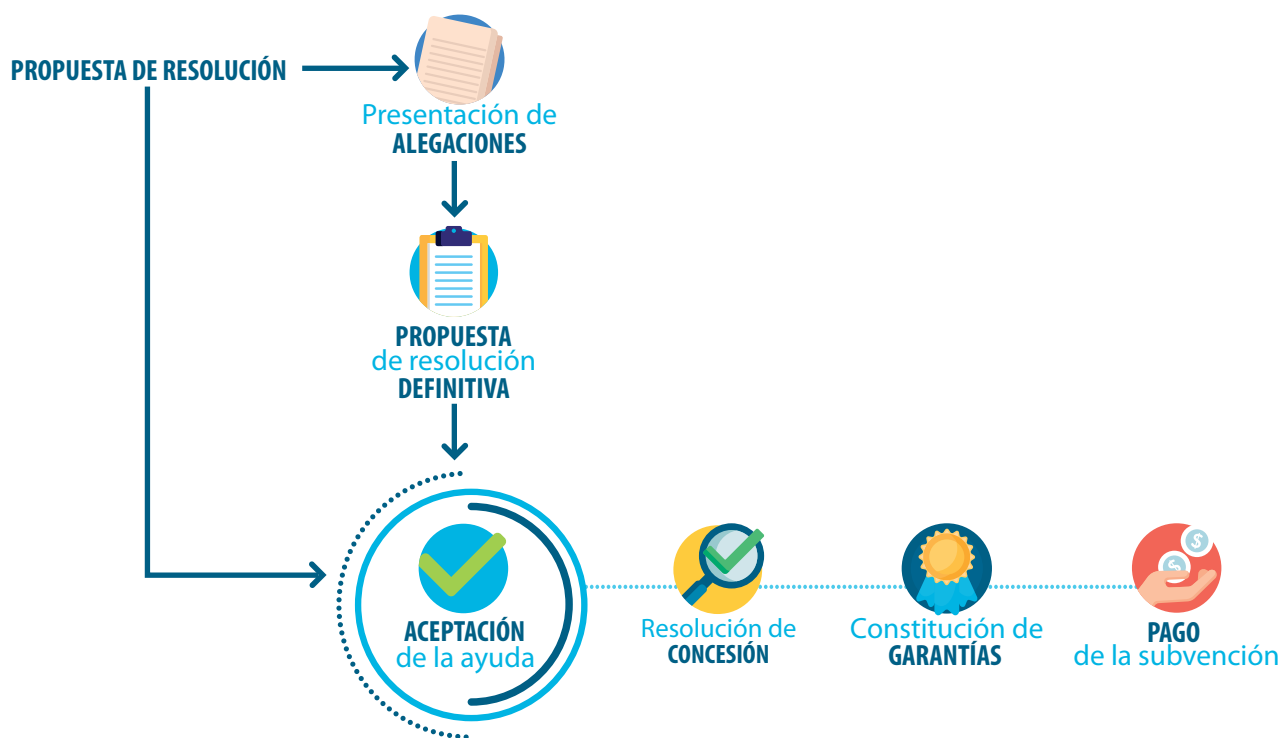 PROPUESTA DE RESOLUCIÓN
Presentación de
ALEGACIONES
PROPUESTA
de resolución
DEFINITIVA
ACEPTACIÓN
de la ayuda
Resolución de
CONCESIÓN
Constitución de
GARANTÍAS
$
$
PAGO
de la subvención